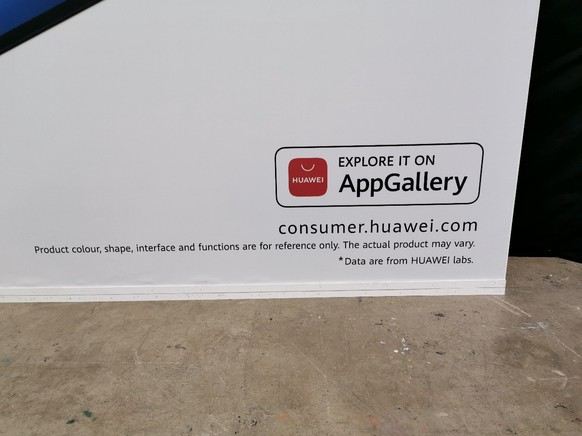 HUAWEI
EXPLORE IT ON
AppGallery
consumer.huawei.com
Product colour, shape, interface and functions are for reference only. The actual product may vary.
*Data are from HUAWEI labs.